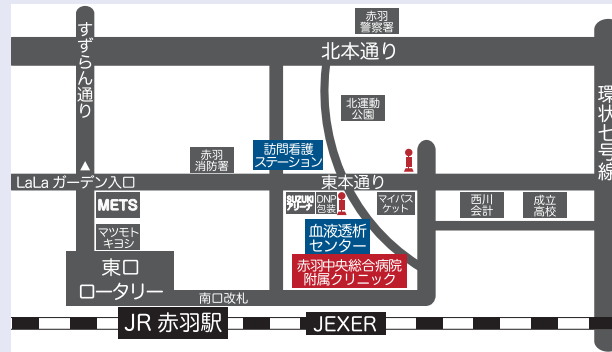 赤羽
警察署
北本通り
すずらん通り
環状七号線
北運動
公園
訪問看護
ステーション
赤羽
消防署
▲
LaLa ガーデン入口
東本通り
METS
SUZUKI
アリーナ
DNP
包装
マイバス
ケット
西川
会計
成立
高校
マツモト
キヨシ
血液透析
センター
東口
ロータリー
赤羽中央総合病院
附属クリニック
南口改札
JR 赤羽駅
JEXER